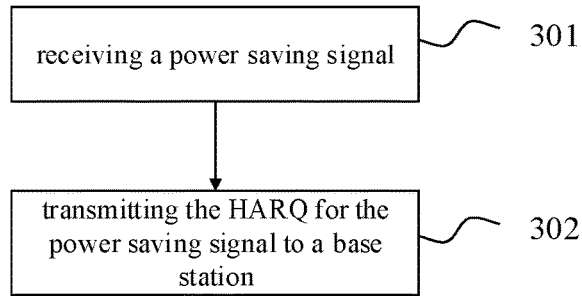 receiving a power saving signal
301
transmitting the HARQ for the
power saving signal to a base
station
302